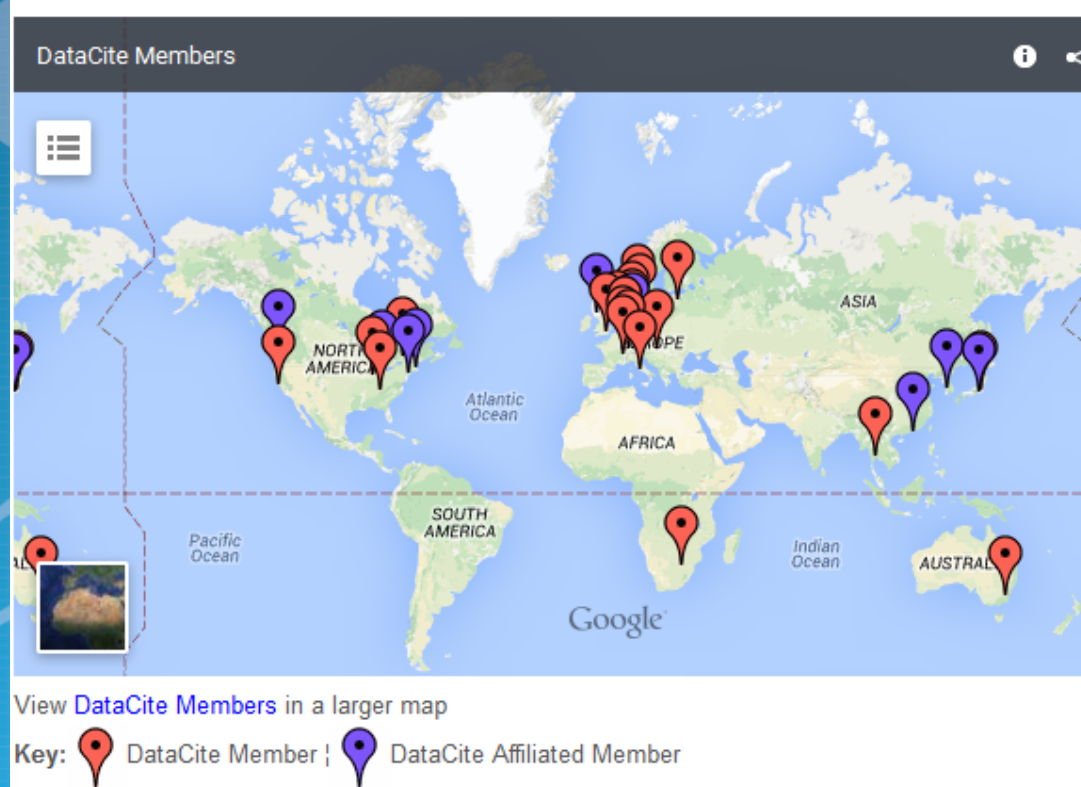 DataCite Members
ASIA
NORTH
AMERICA
Atlantic
Ocean
AFRICA
SOUTH
AMERICA
Pacific
Ocean
Indian
Ocean
Google
View DataCite Members in a larger map
Key: DataCite Member ¦ DataCite Affiliated Member